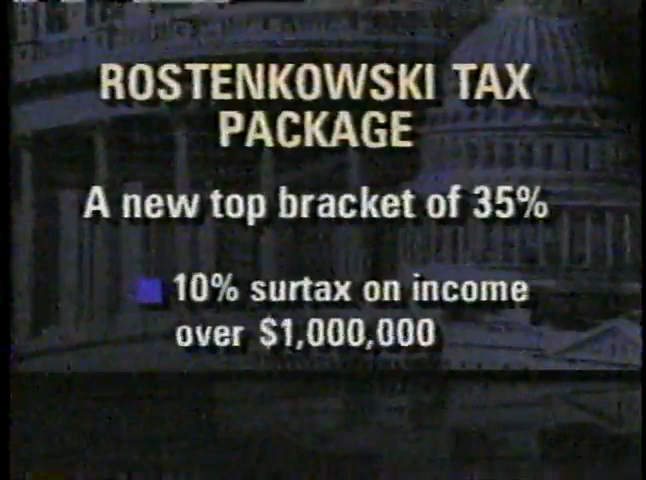 ROSTENKOWSKI TAX
PACKAGE
A new top bracket of 35%
10% surtax on income
over $1,000,000